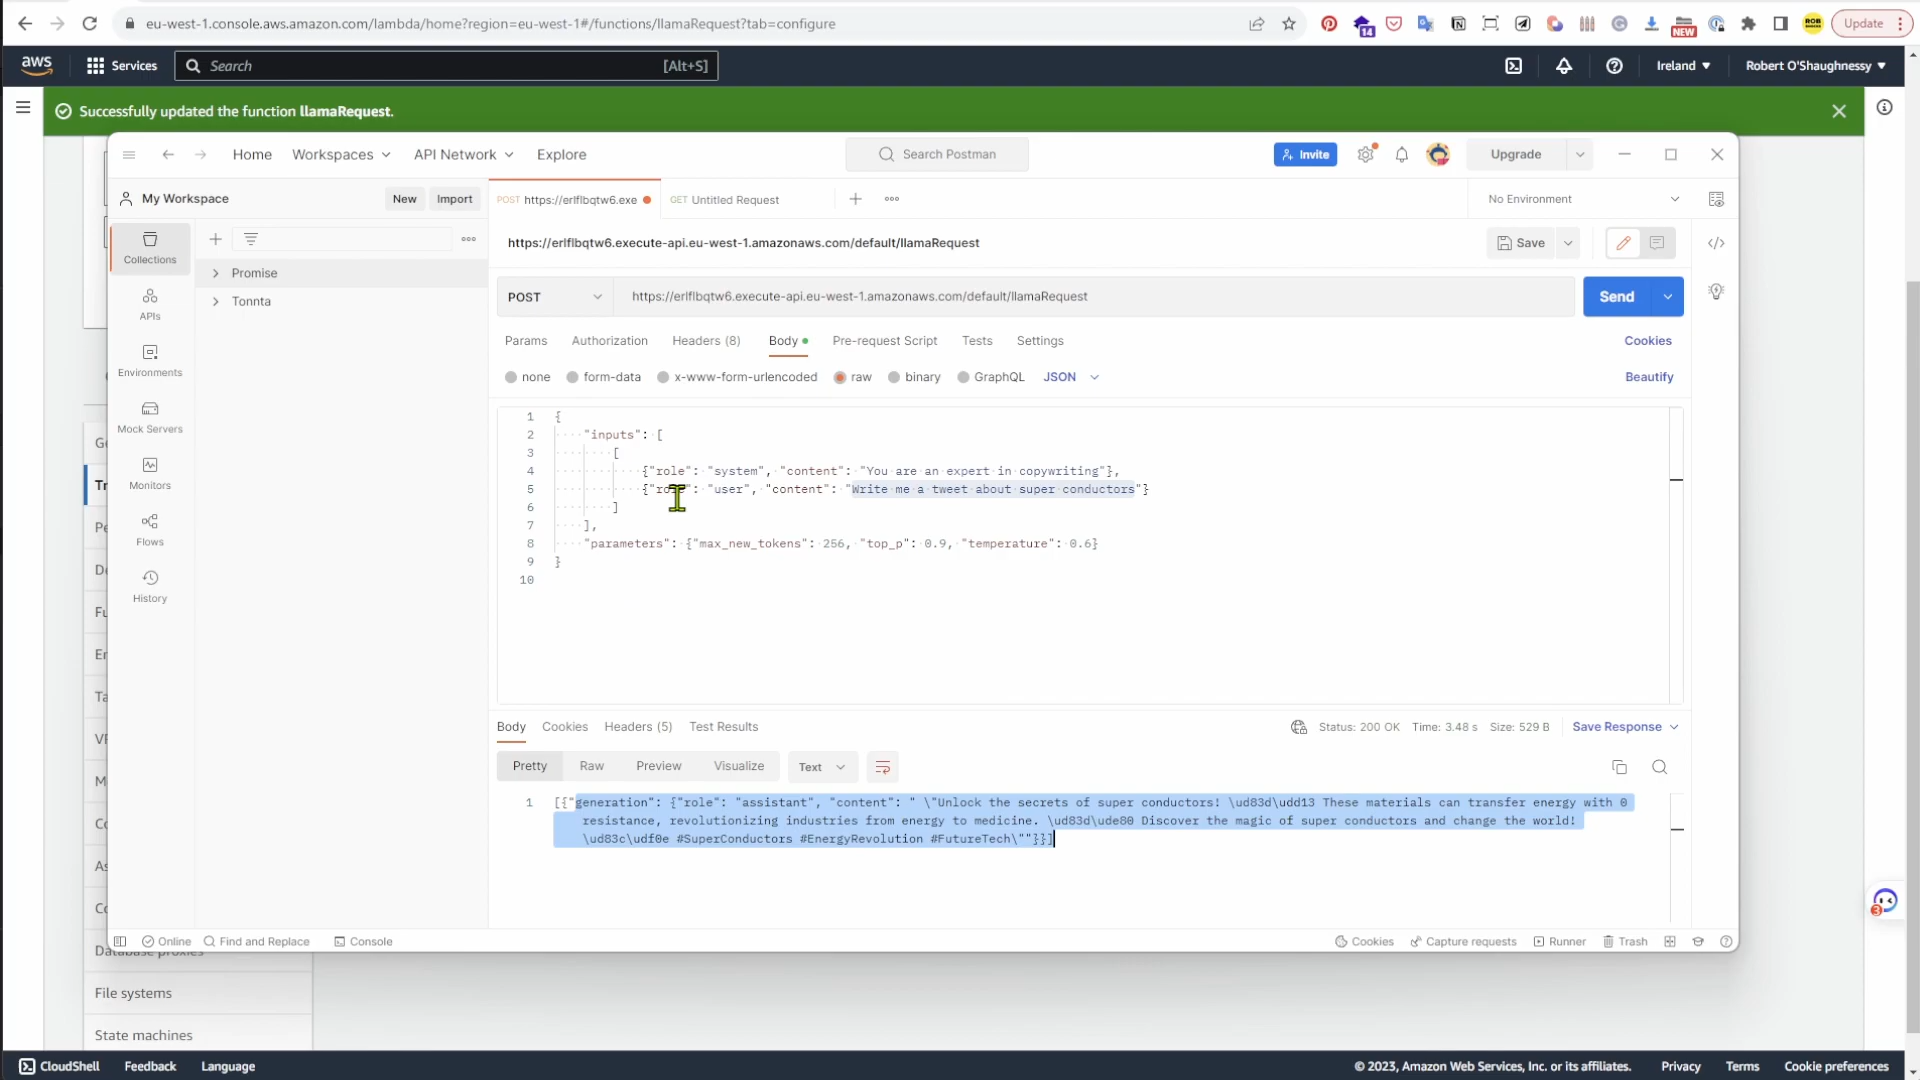 eu-west-1.console.aws.amazon.com/lambda/home?region=eu-west-1#/functions/llamaRequest?tab=configure
14
NEW
Update
aws
Services
Search
[Alt+S]
Ireland
Robert O'Shaughnessy
Successfully updated the function llamaRequest.
Home
Workspaces
API Network
Explore
Search Postman
Invite
Upgrade
My Workspace
New
Import
POST https://erlflbqtw6.exe
GET Untitled Request
No Environment
Collections
Promise
Tonnta
https://erlflbqtw6.execute-api.eu-west-1.amazonaws.com/default/llamaRequest
Save
POST
https://erlflbqtw6.execute-api.eu-west-1.amazonaws.com/default/llamaRequest
Send
APIs
Params
Authorization
Headers (8)
Body
Pre-request Script
Tests
Settings
Cookies
Environments
none
form-data
x-www-form-urlencoded
raw
binary
GraphQL
JSON
Beautify
Mock Servers
Monitors
Flows
History
1 {
2 "inputs": [
3 [
4 {"role": "system", "content": "You are an expert in copywriting"},
5 {"role": "user", "content": "Write me a tweet about super conductors"}
6 ]
7 ],
8 "parameters": {"max_new_tokens": 256, "top_p": 0.9, "temperature": 0.6}
9 }
10
Body
Cookies
Headers (5)
Test Results
Status: 200 OK
Time: 3.48 s
Size: 529 B
Save Response
Pretty
Raw
Preview
Visualize
Text
1 [{"generation": {"role": "assistant", "content": " \"Unlock the secrets of super conductors! \ud83d\udd13 These materials can transfer energy with 0
resistance, revolutionizing industries from energy to medicine. \ud83d\ude80 Discover the magic of super conductors and change the world!
\ud83c\udf0e #SuperConductors #EnergyRevolution #FutureTech\""}}]
3
Online
Find and Replace
Console
Cookies
Capture requests
Runner
Trash
Database proxies
File systems
State machines
CloudShell
Feedback
Language
© 2023, Amazon Web Services, Inc. or its affiliates.
Privacy
Terms
Cookie preferences